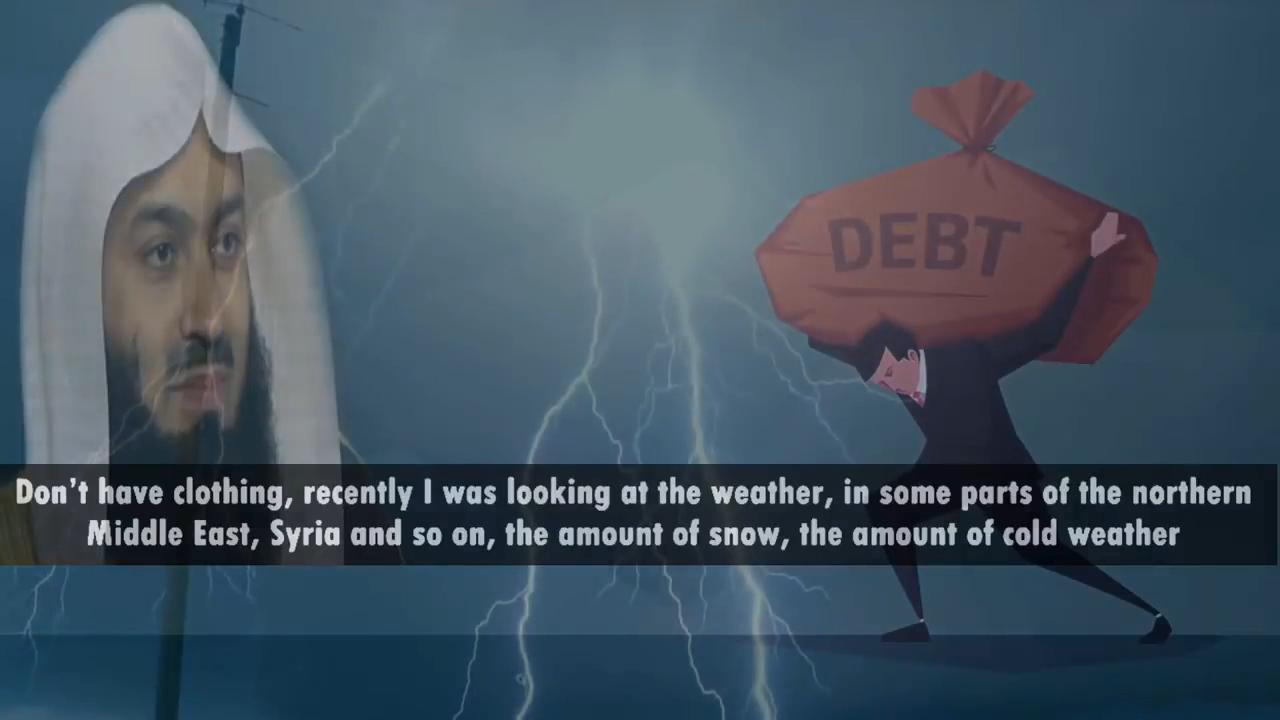 DEBT
Don't have clothing, recently I was looking at the weather, in some parts of the northern
Middle East, Syria and so on, the amount of snow, the amount of cold weather